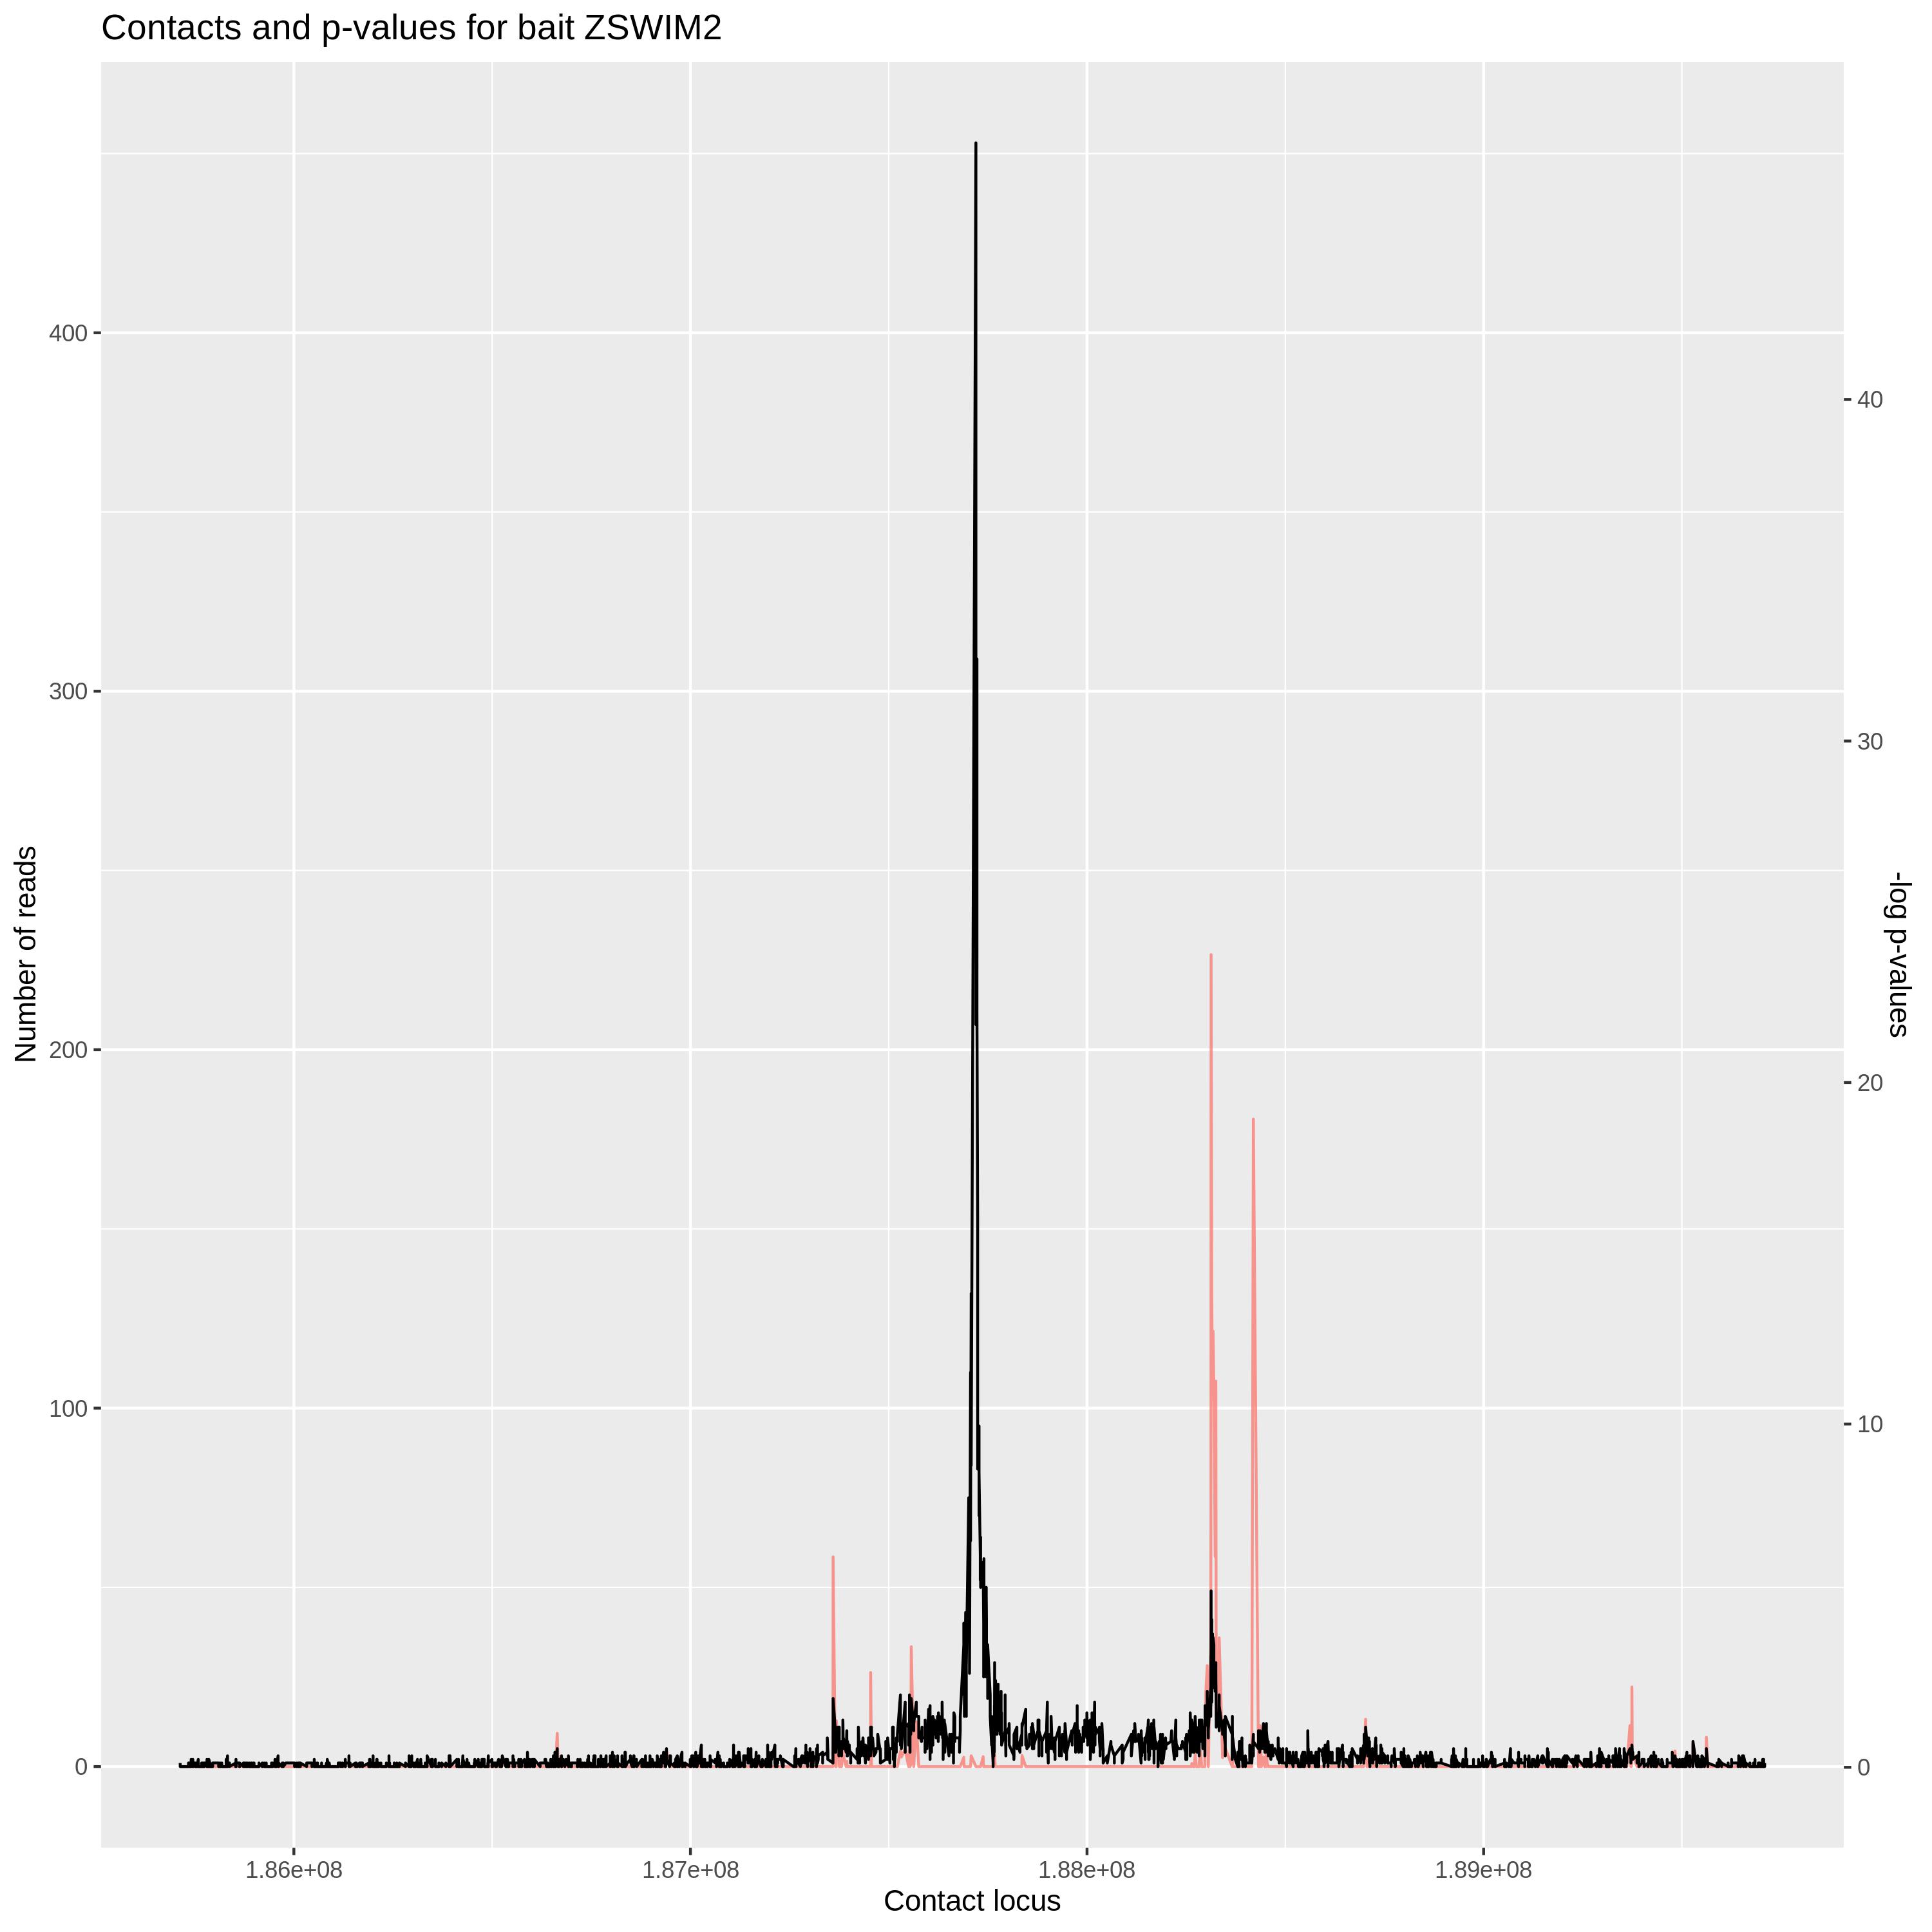 Contacts and p-values for bait ZSWIM2
Number of reads
400
300
200
100
0
40
30
20
10
0
-log p-values
1.86e+08
1.87e+08
1.88e+08
1.89e+08
Contact locus